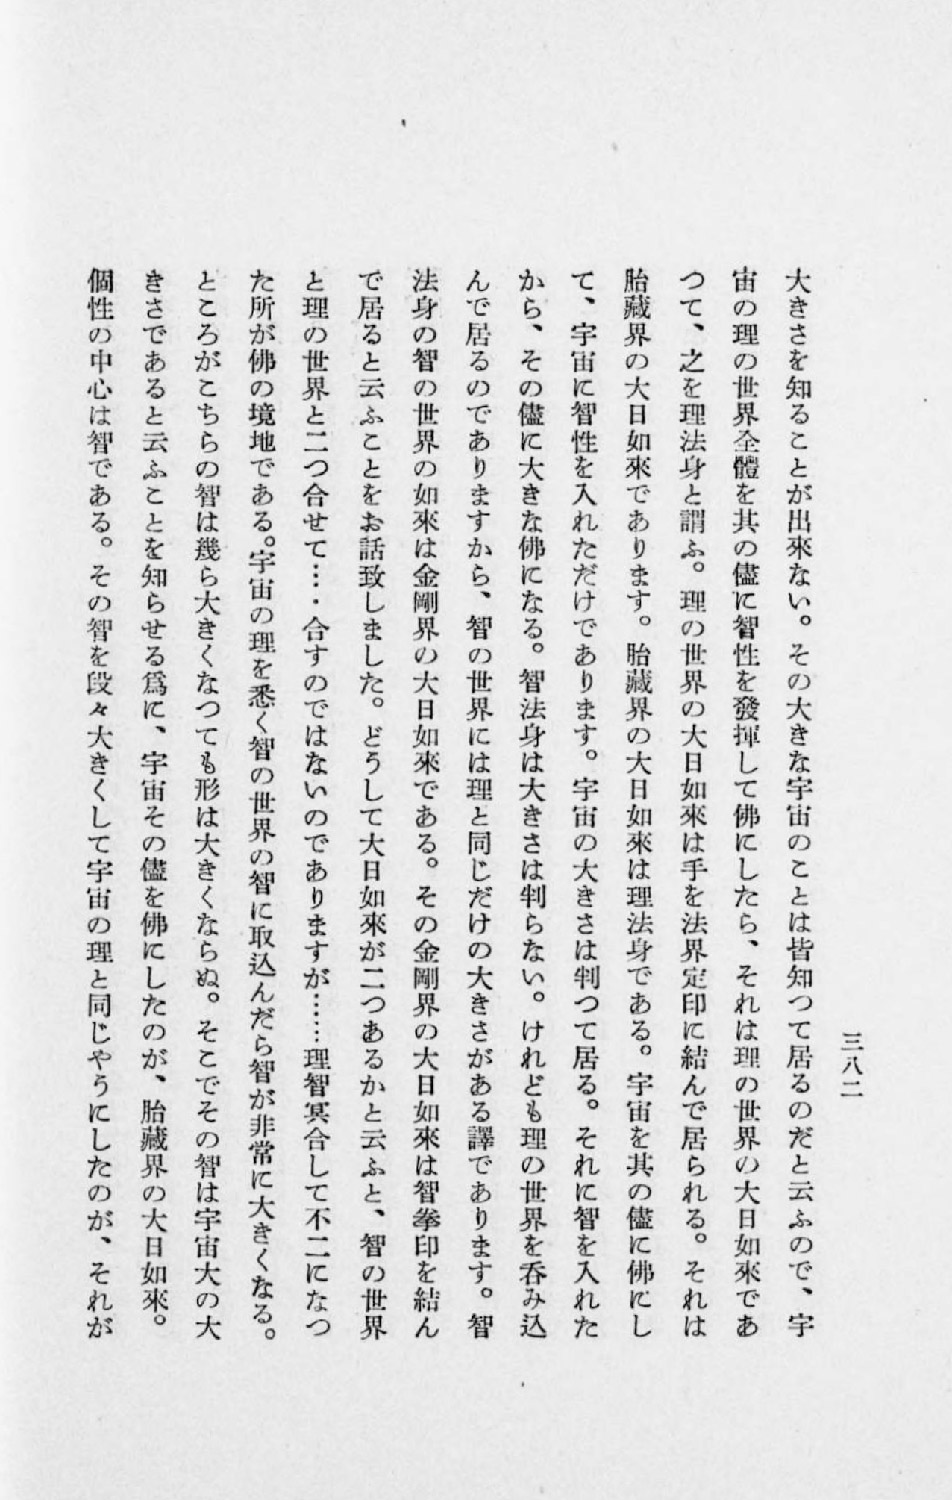 三八二
大きさを知ることが出來ない。その大きな宇宙のことは皆知つて居るのだと云ふので、宇
宙の理の世界全體を其の儘に智性を發揮して佛にしたら、それは理の世界の大日如來であ
つて、之を理法身と謂ふ。理の世界の大日如來は手を法界定印に結んで居られる。それは
胎藏界の大日如來であります。胎藏界の大日如來は理法身である。宇宙を其の儘に佛にし
て、宇宙に智性を入れただけであります。宇宙の大きさは判つて居る。それに智を入れた
から、その儘に大きな佛になる。智法身は大きさは判らない。けれども理の世界を呑み込
んで居るのでありますから、智の世界には理と同じだけの大きさがある譯であります。智
法身の智の世界の如來は金剛界の大日如來である。その金剛界の大日如來は智拳印を結ん
で居ると云ふことをお話致しました。どうして大日如來が二つあるかと云ふと、智の世界
と理の世界と二つ合せて…・合すのではないのでありますが……理智冥合して不二になつ
た所が佛の境地である。宇宙の理を悉く智の世界の智に取込んだら智が非常に大きくなる。
ところがこちらの智は幾ら大きくなつても形は大きくならぬ。そこでその智は宇宙大の大
きさであると云ふことを知らせる爲に、宇宙その儘を佛にしたのが、胎藏界の大日如來。
個性の中心は智である。その智を段々大きくして宇宙の理と同じやうにしたのが、それが